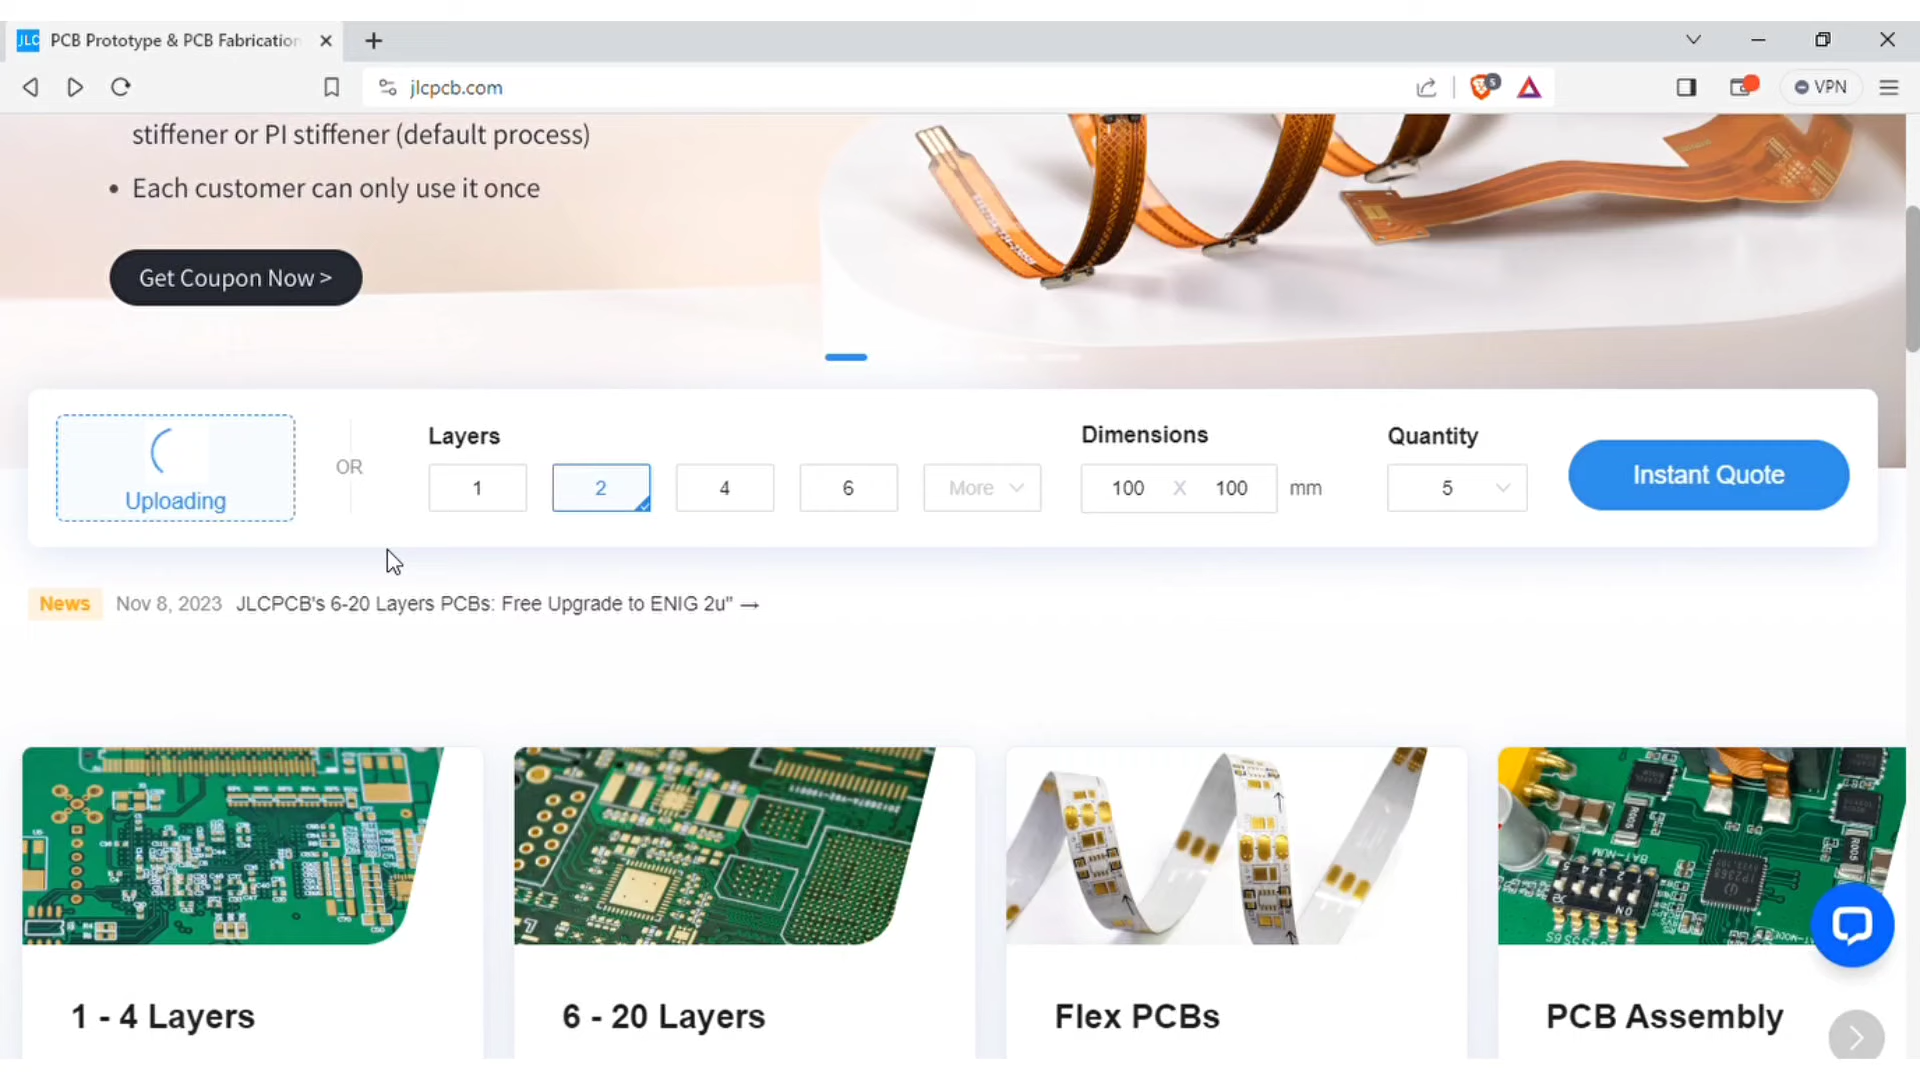 JLC PCB Prototype & PCB Fabrication
jlcpcb.com
5
VPN
stiffener or PI stiffener (default process)
• Each customer can only use it once
Get Coupon Now >
Uploading
OR
Layers
1
2
4
6
More
Dimensions
100 X 100 mm
Quantity
5
Instant Quote
News Nov 8, 2023 JLCPCB's 6-20 Layers PCBs: Free Upgrade to ENIG 2u" →
1 - 4 Layers
6 - 20 Layers
Flex PCBs
PCB Assembly